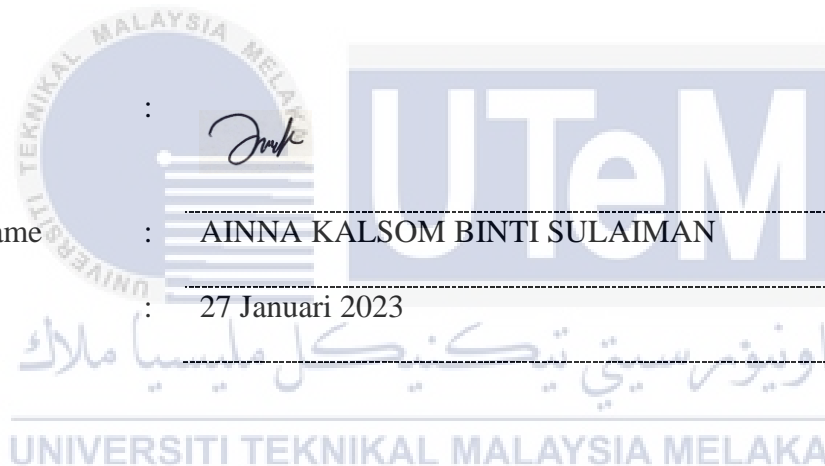 UNIVERSITI TEKNIKAL MALAYSIA MELAKA
UTeM
:
ame : AINNA KALSOM BINTI SULAIMAN
: 27 Januari 2023
اونيورسيتي تيكنيكل مليسيا ملاك
UNIVERSITI TEKNIKAL MALAYSIA MELAKA